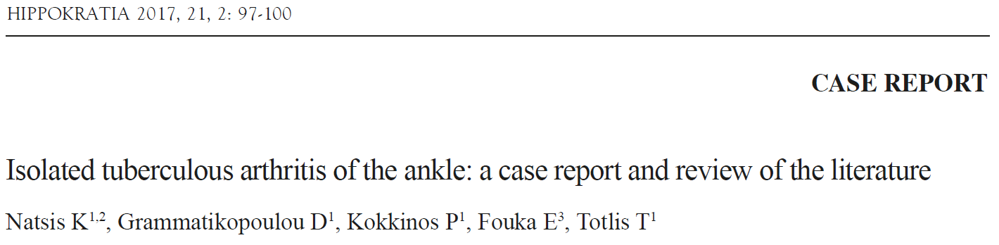 HIPPOKRATIA 2017, 21, 2: 97-100
CASE REPORT
Isolated tuberculous arthritis of the ankle: a case report and review of the literature
Natsis K1,2, Grammatikopoulou D1, Kokkinos P1, Fouka E3, Totlis T1